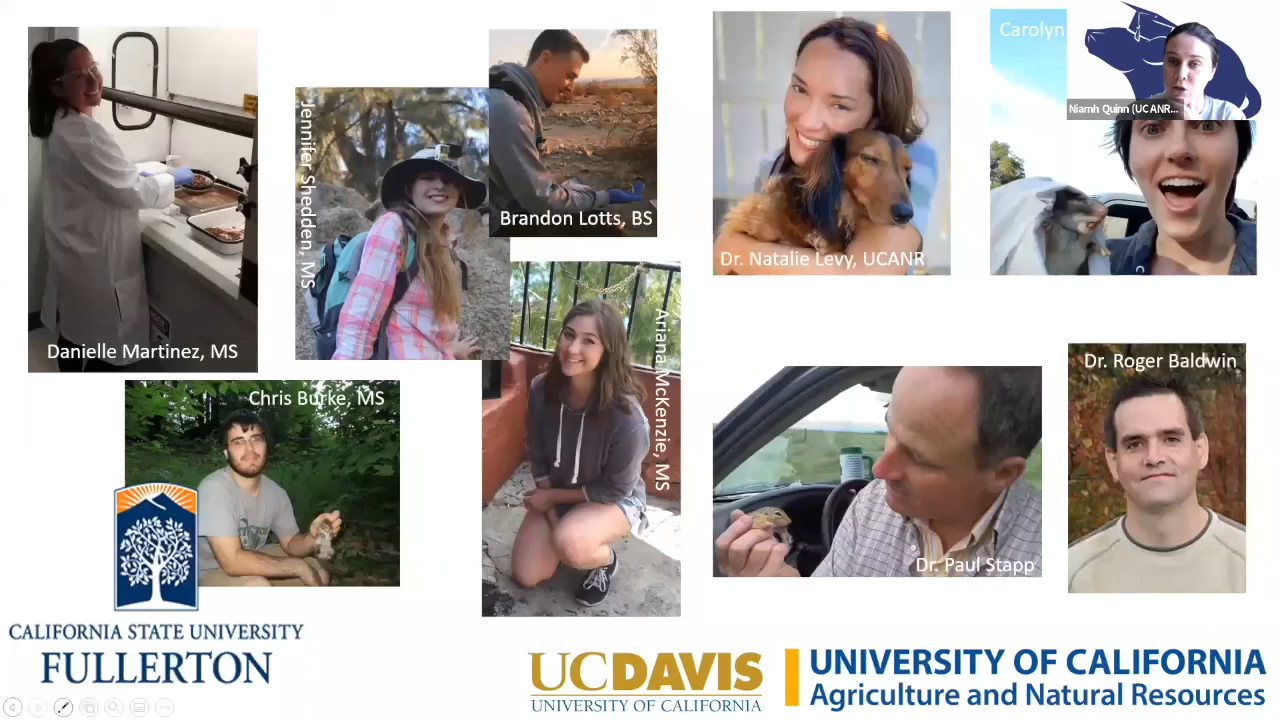 Danielle Martinez, MS
Jennifer Shedden, MS
Brandon Lotts, BS
Dr. Natalie Levy, UCANR
Carolyn
Niamh Quinn (UC ANR...
Chris Burke, MS
Ariana McKenzie, MS
Dr. Paul Stapp
Dr. Roger Baldwin
CALIFORNIA STATE UNIVERSITY
FULLERTON
UCDAVIS
UNIVERSITY OF CALIFORNIA
UNIVERSITY OF CALIFORNIA
Agriculture and Natural Resources